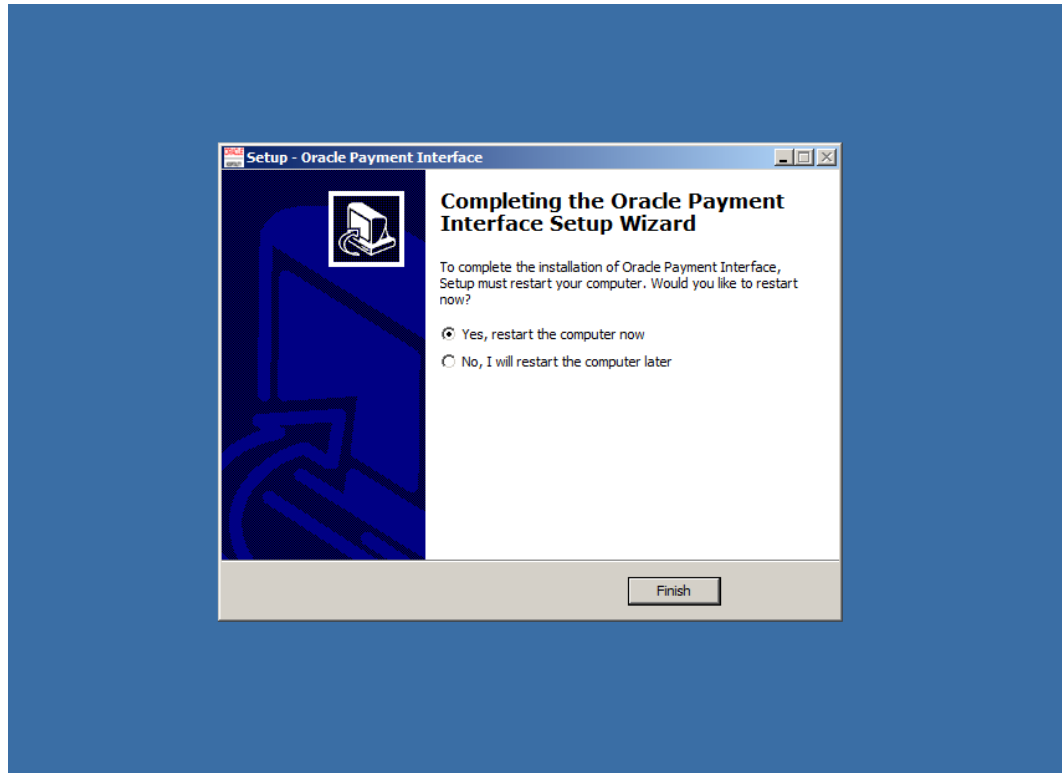 Setup - Oracle Payment Interface
Completing the Oracle Payment
Interface Setup Wizard
To complete the installation of Oracle Payment Interface,
Setup must restart your computer. Would you like to restart
now?
Yes, restart the computer now
No, I will restart the computer later
Finish